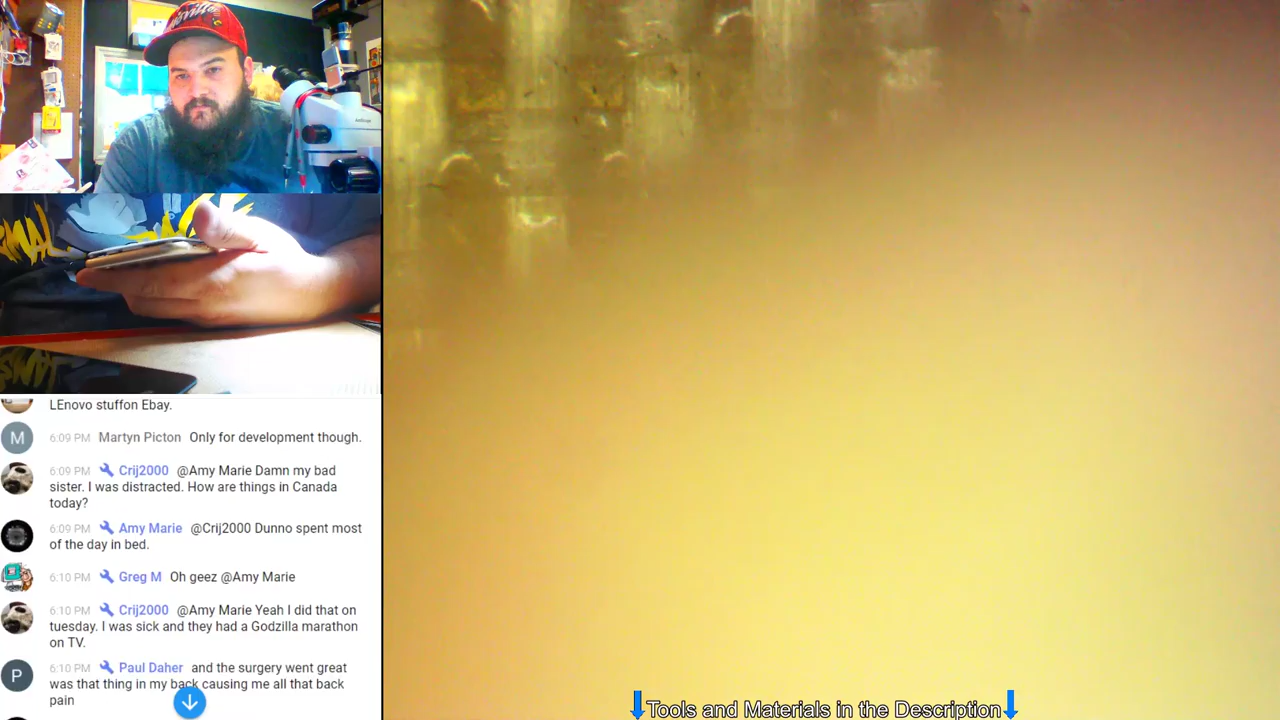 LEnovo stuffon Ebay.
M
6:09 PM Martyn Picton Only for development though.
6:09 PM Crij2000 @Amy Marie Damn my bad
sister. I was distracted. How are things in Canada
today?
6:09 PM Amy Marie @Crij2000 Dunno spent most
of the day in bed.
6:10 PM Greg M Oh geez @Amy Marie
6:10 PM Crij2000 @Amy Marie Yeah I did that on
tuesday. I was sick and they had a Godzilla marathon
on TV.
P
6:10 PM Paul Daher and the surgery went great
was that thing in my back causing me all that back
pain
Tools and Materials in the Description